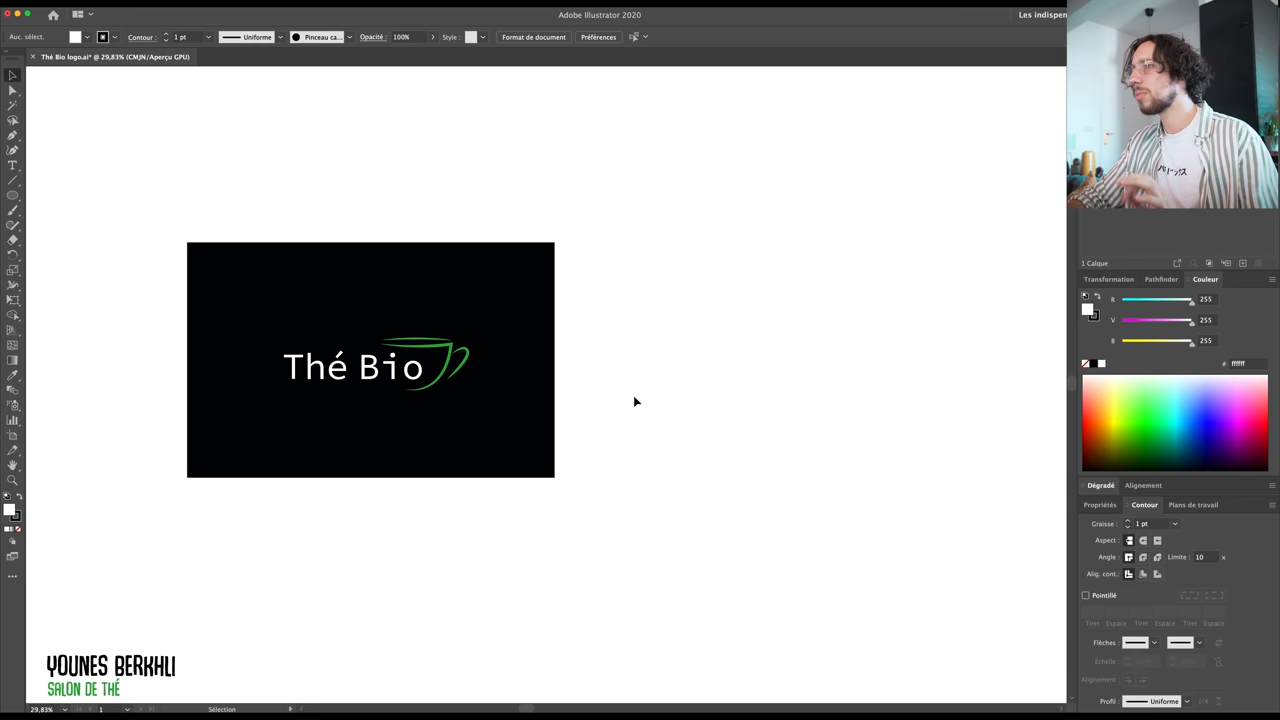 Adobe Illustrator 2020
Les indispen
Auc. sélect.
Contour :
1 pt
Uniforme
Pinceau ca...
Opacité :
100%
Style :
Format de document
Préférences
Thé Bio logo.ai* @ 29,83% (CMJN/Aperçu GPU)
Thé Bio
1 Calque
Transformation
Pathfinder
Couleur
R
255
V
255
B
255
#
ffffff
Dégradé
Alignement
Propriétés
Contour
Plans de travail
Graisse :
1 pt
Aspect :
Angle :
Limite :
10
x
Alig. cont.:
Pointillé
Tiret
Espace
Tiret
Espace
Tiret
Espace
Flèches :
Echelle :
Alignement :
Profil :
Uniforme
YOUNES BERKHLI
SALON DE THÉ
29,83%
1
Sélection